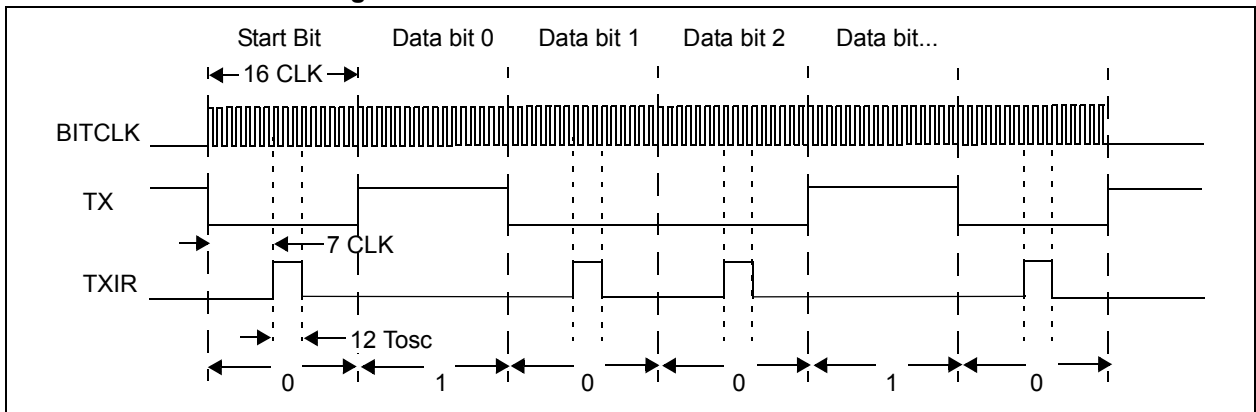 Start Bit Data bit 0 Data bit 1 Data bit 2 Data bit...
16 CLK
BITCLK
TX
7 CLK
TXIR
12 Tosc
0 1 0 0 1 0